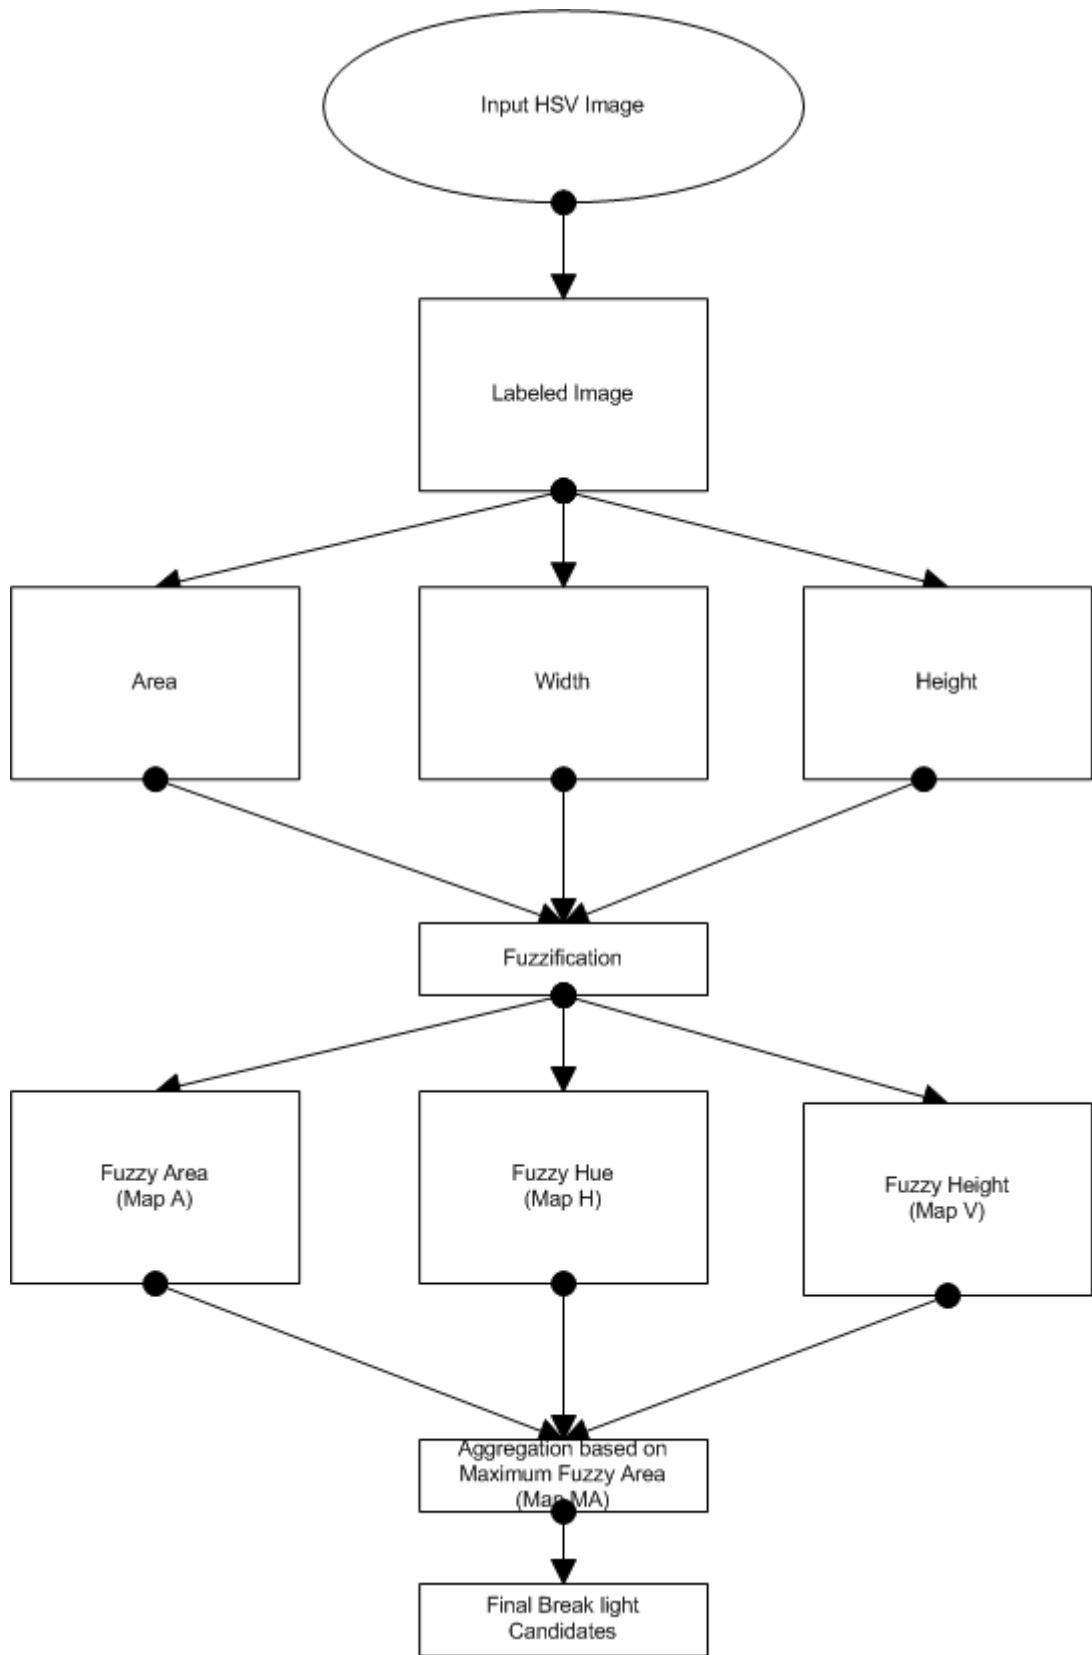 Input HSV Image
Labeled Image
Area
Width
Height
Fuzzification
Fuzzy Area
(Map A)
Fuzzy Hue
(Map H)
Fuzzy Height
(Map V)
Aggregation based on
Maximum Fuzzy Area
(Map MA)
Final Break light
Candidates